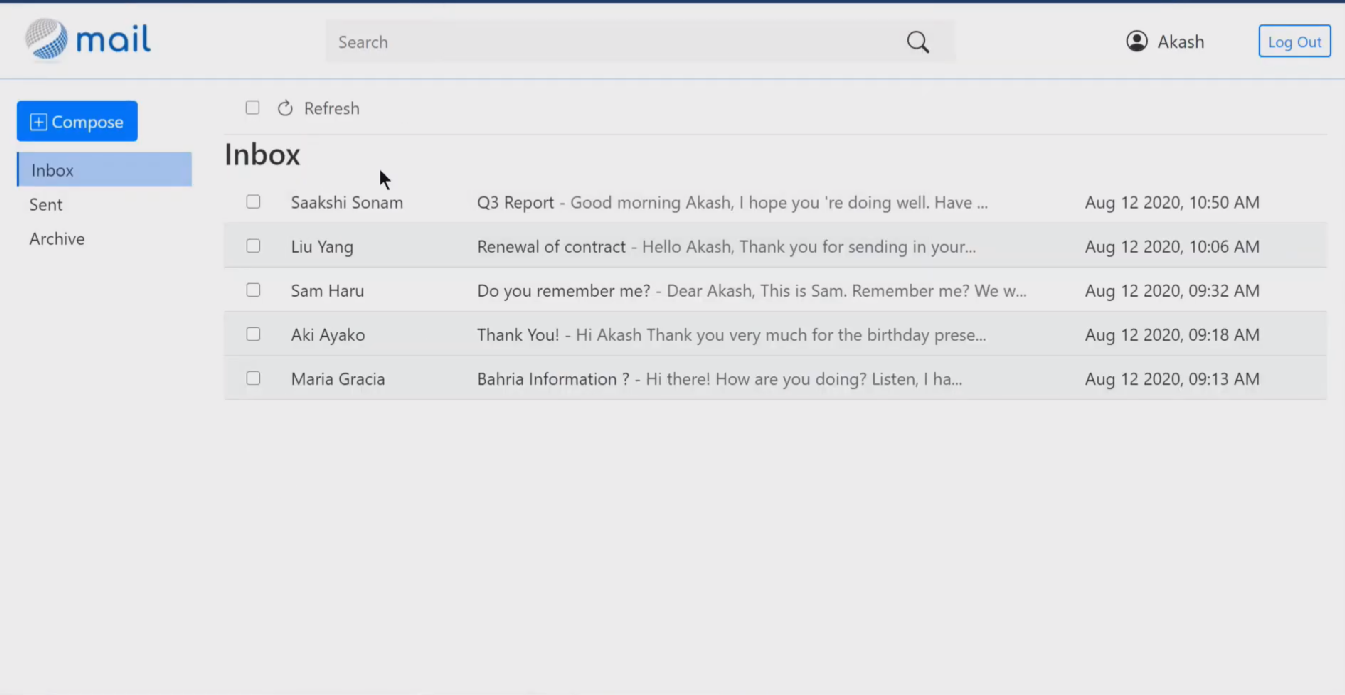 mail
Search
Akash
Log Out
Compose
Refresh
Inbox
Inbox
Sent
Archive
Saakshi Sonam Q3 Report - Good morning Akash, I hope you 're doing well. Have ... Aug 12 2020, 10:50 AM
Liu Yang Renewal of contract - Hello Akash, Thank you for sending in your... Aug 12 2020, 10:06 AM
Sam Haru Do you remember me? - Dear Akash, This is Sam. Remember me? We w... Aug 12 2020, 09:32 AM
Aki Ayako Thank You! - Hi Akash Thank you very much for the birthday prese... Aug 12 2020, 09:18 AM
Maria Gracia Bahria Information ? - Hi there! How are you doing? Listen, I ha... Aug 12 2020, 09:13 AM